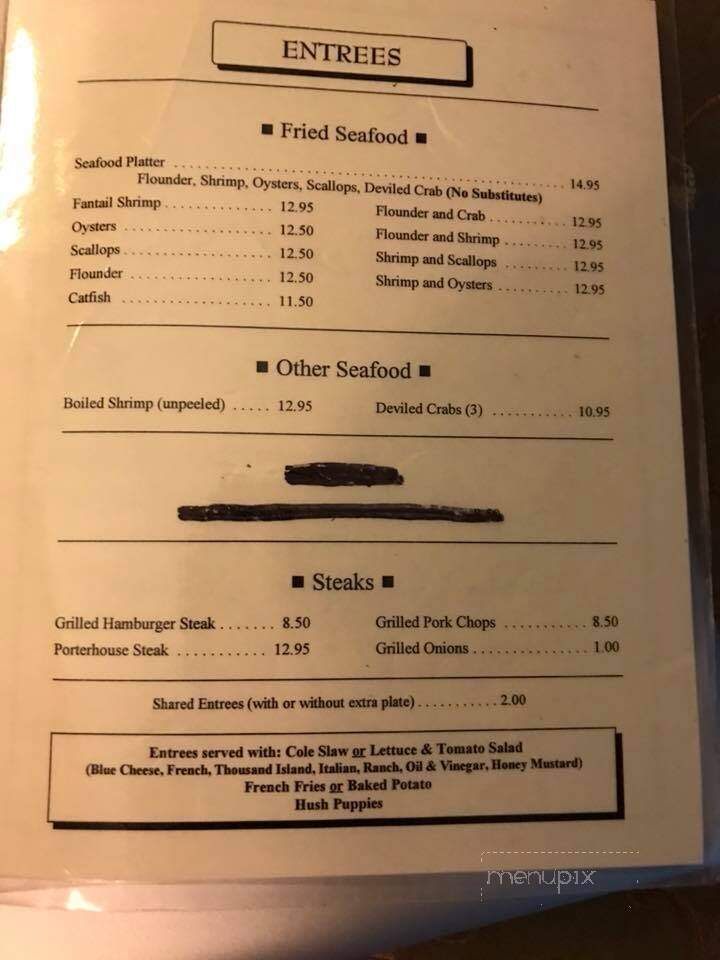 ENTREES
■ Fried Seafood ■
Seafood Platter ........................................ 14.95
Flounder, Shrimp, Oysters, Scallops, Deviled Crab (No Substitutes)
Fantail Shrimp ............. 12.95
Oysters .................. 12.50
Scallops .................. 12.50
Flounder .................. 12.50
Catfish .................. 11.50
Flounder and Crab .......... 12.95
Flounder and Shrimp ........ 12.95
Shrimp and Scallops ........ 12.95
Shrimp and Oysters ......... 12.95
■ Other Seafood ■
Boiled Shrimp (unpeeled) ..... 12.95
Deviled Crabs (3) ........... 10.95
■ Steaks ■
Grilled Hamburger Steak ....... 8.50
Porterhouse Steak ........... 12.95
Grilled Pork Chops ........... 8.50
Grilled Onions ............... 1.00
Shared Entrees (with or without extra plate) ........... 2.00
Entrees served with: Cole Slaw or Lettuce & Tomato Salad
(Blue Cheese, French, Thousand Island, Italian, Ranch, Oil & Vinegar, Honey Mustard)
French Fries or Baked Potato
Hush Puppies
menupix